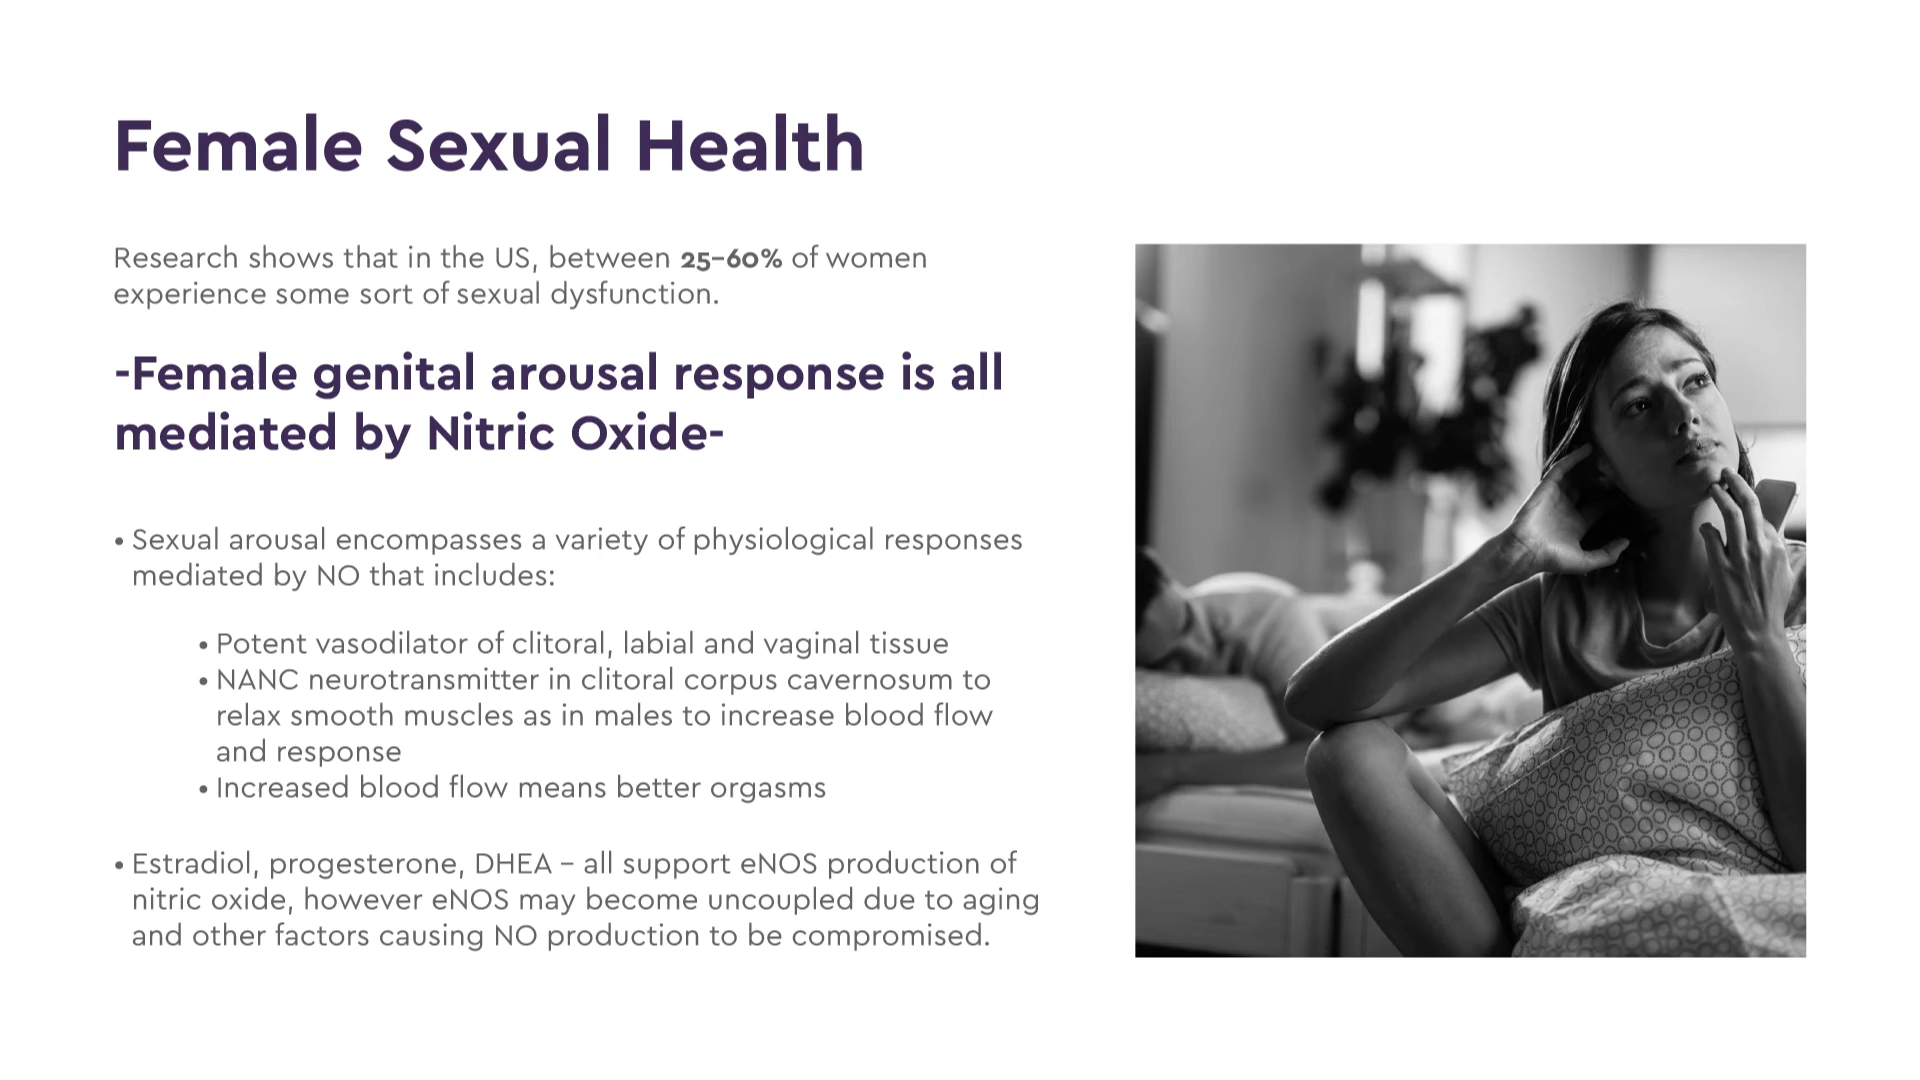 Female Sexual Health
Research shows that in the US, between 25-60% of women
experience some sort of sexual dysfunction.
-Female genital arousal response is all
mediated by Nitric Oxide-
• Sexual arousal encompasses a variety of physiological responses
mediated by NO that includes:
• Potent vasodilator of clitoral, labial and vaginal tissue
• NANC neurotransmitter in clitoral corpus cavernosum to
relax smooth muscles as in males to increase blood flow
and response
• Increased blood flow means better orgasms
• Estradiol, progesterone, DHEA – all support eNOS production of
nitric oxide, however eNOS may become uncoupled due to aging
and other factors causing NO production to be compromised.